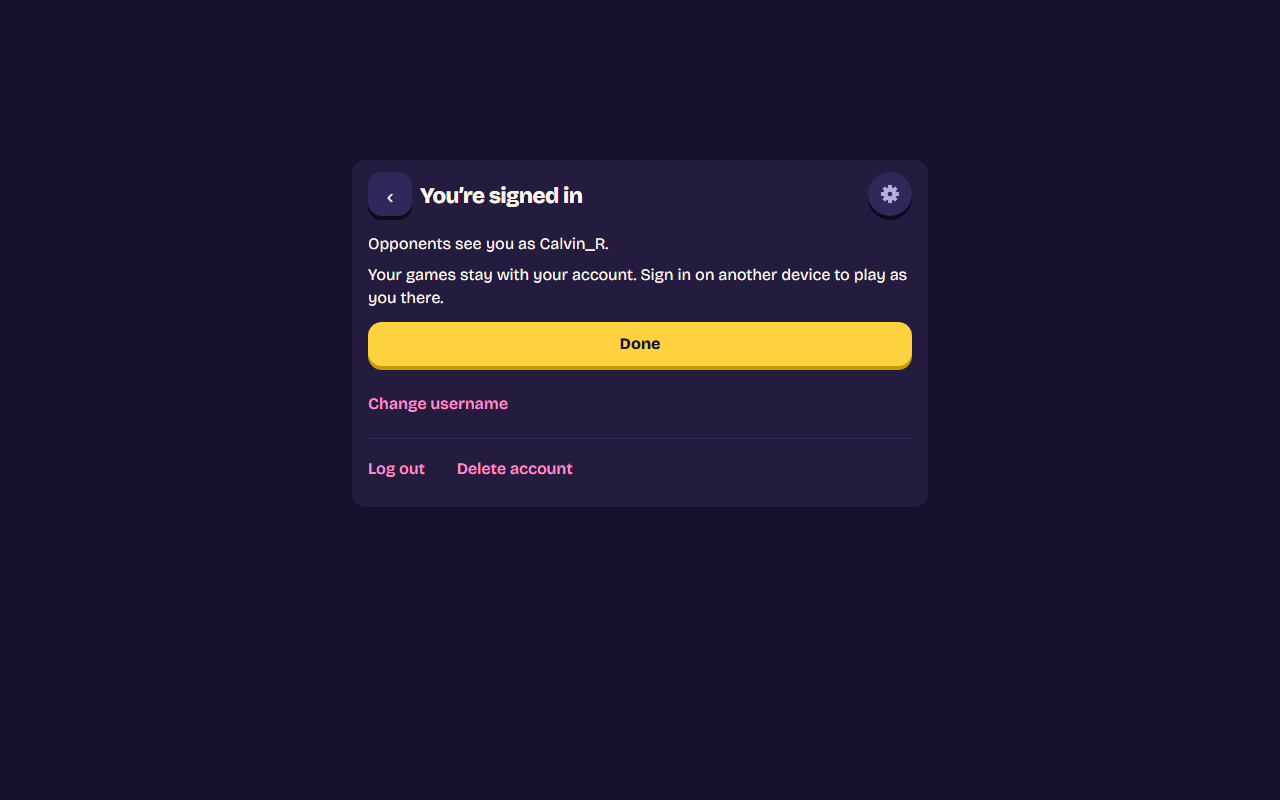 ‹ You’re signed in
Opponents see you as Calvin_R.
Your games stay with your account. Sign in on another device to play as
you there.
Done
Change username
Log out Delete account